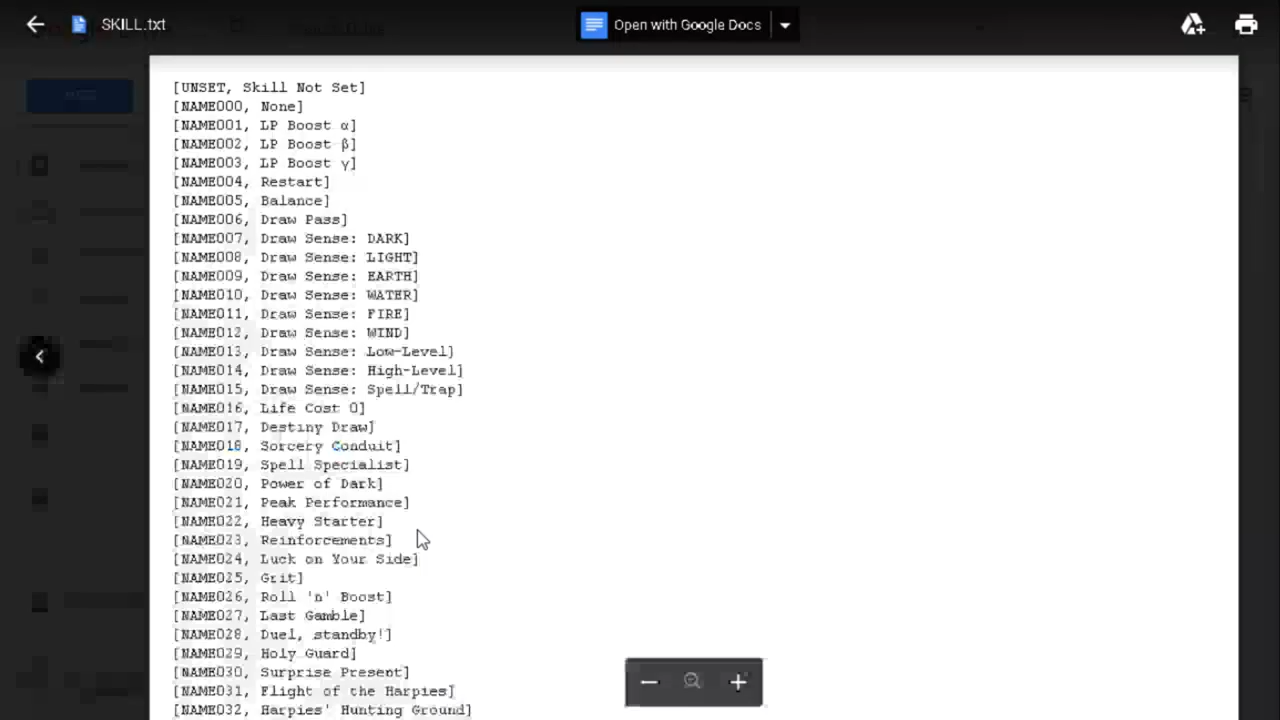 SKILL.txt
Open with Google Docs
[UNSET, Skill Not Set]
[NAME000, None]
[NAME001, LP Boost α]
[NAME002, LP Boost β]
[NAME003, LP Boost γ]
[NAME004, Restart]
[NAME005, Balance]
[NAME006, Draw Pass]
[NAME007, Draw Sense: DARK]
[NAME008, Draw Sense: LIGHT]
[NAME009, Draw Sense: EARTH]
[NAME010, Draw Sense: WATER]
[NAME011, Draw Sense: FIRE]
[NAME012, Draw Sense: WIND]
[NAME013, Draw Sense: Low-Level]
[NAME014, Draw Sense: High-Level]
[NAME015, Draw Sense: Spell/Trap]
[NAME016, Life Cost 0]
[NAME017, Destiny Draw]
[NAME018, Sorcery Conduit]
[NAME019, Spell Specialist]
[NAME020, Power of Dark]
[NAME021, Peak Performance]
[NAME022, Heavy Starter]
[NAME023, Reinforcements]
[NAME024, Luck on Your Side]
[NAME025, Grit]
[NAME026, Roll 'n' Boost]
[NAME027, Last Gamble]
[NAME028, Duel, standby!]
[NAME029, Holy Guard]
[NAME030, Surprise Present]
[NAME031, Flight of the Harpies]
[NAME032, Harpies' Hunting Ground]